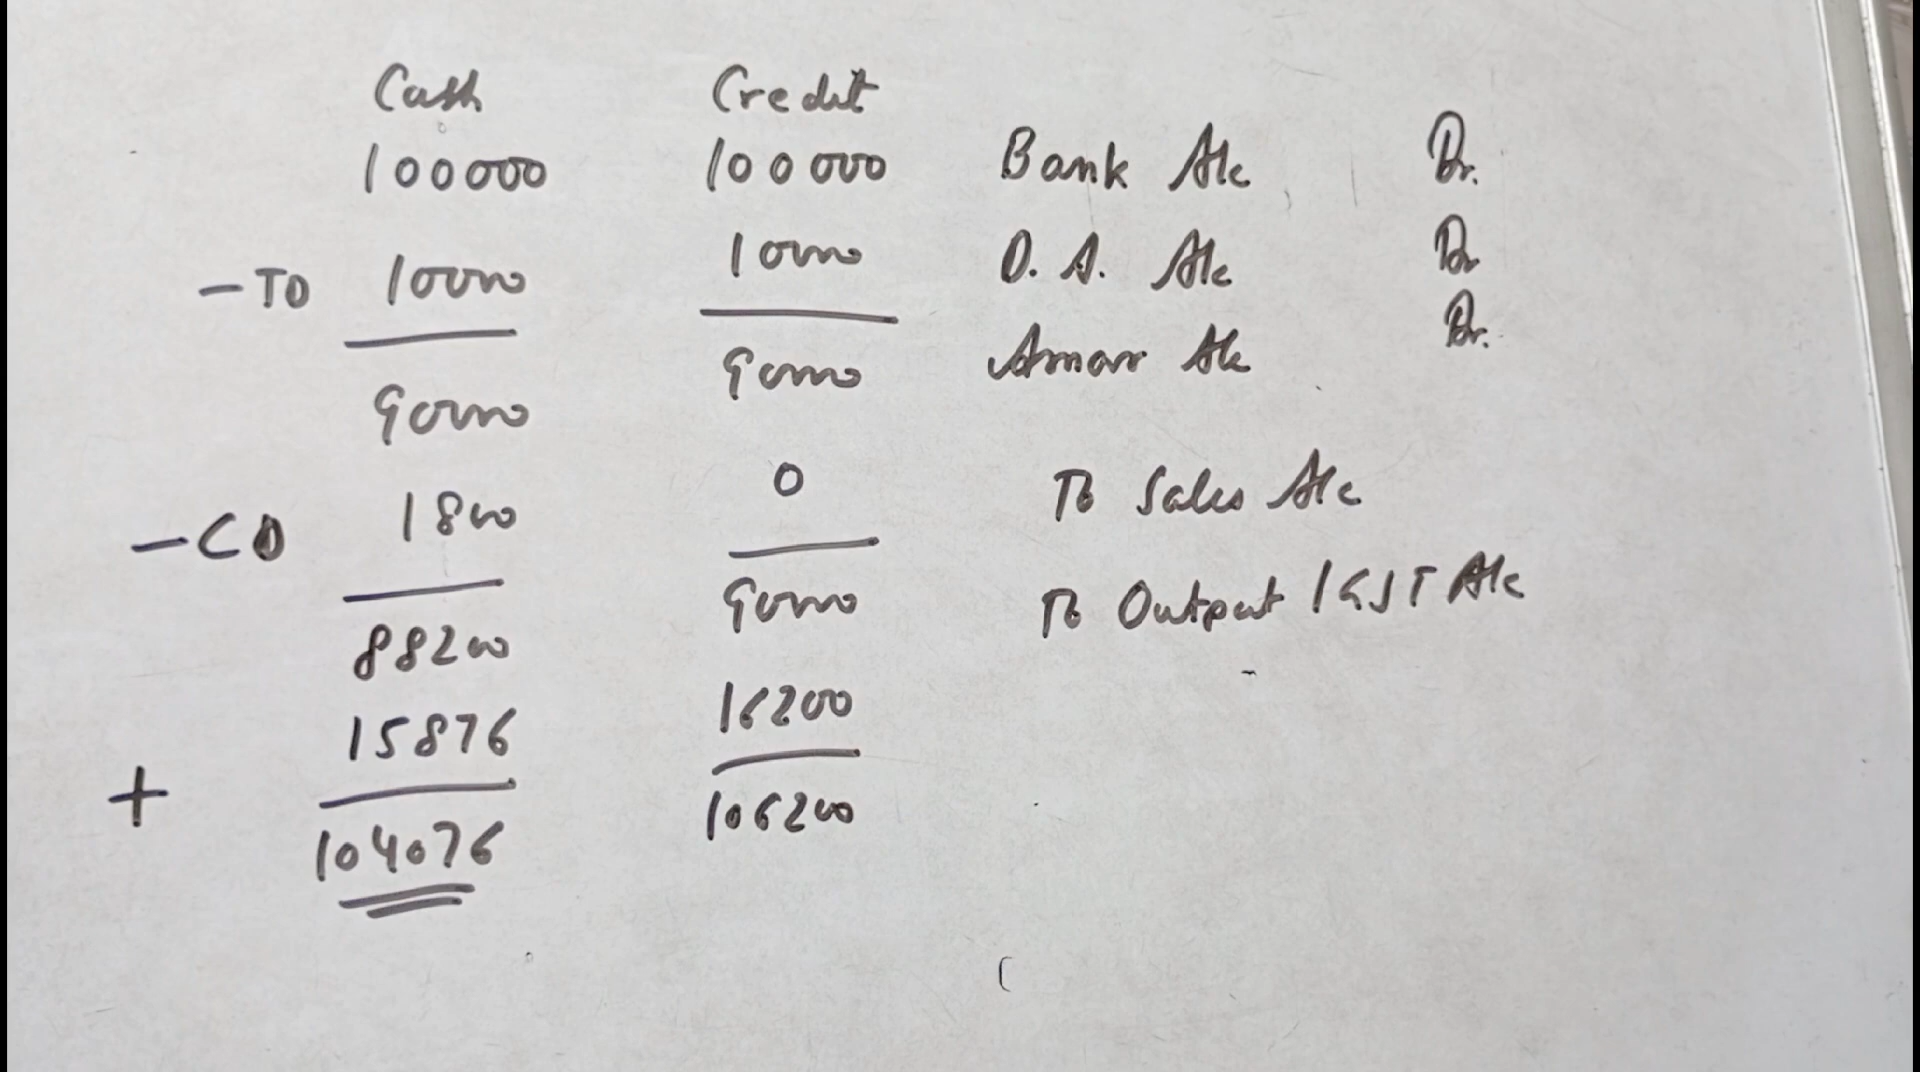 Cash Credit
100000 100000 Bank A/c Dr.
- TD 10000 10000 D. A. A/c Dr
90000 90000 Amar A/c Dr.
- CD 1800 0 To Sales A/c
88200 90000 To Output IGST A/c
+ 15876 16200
104076 106200